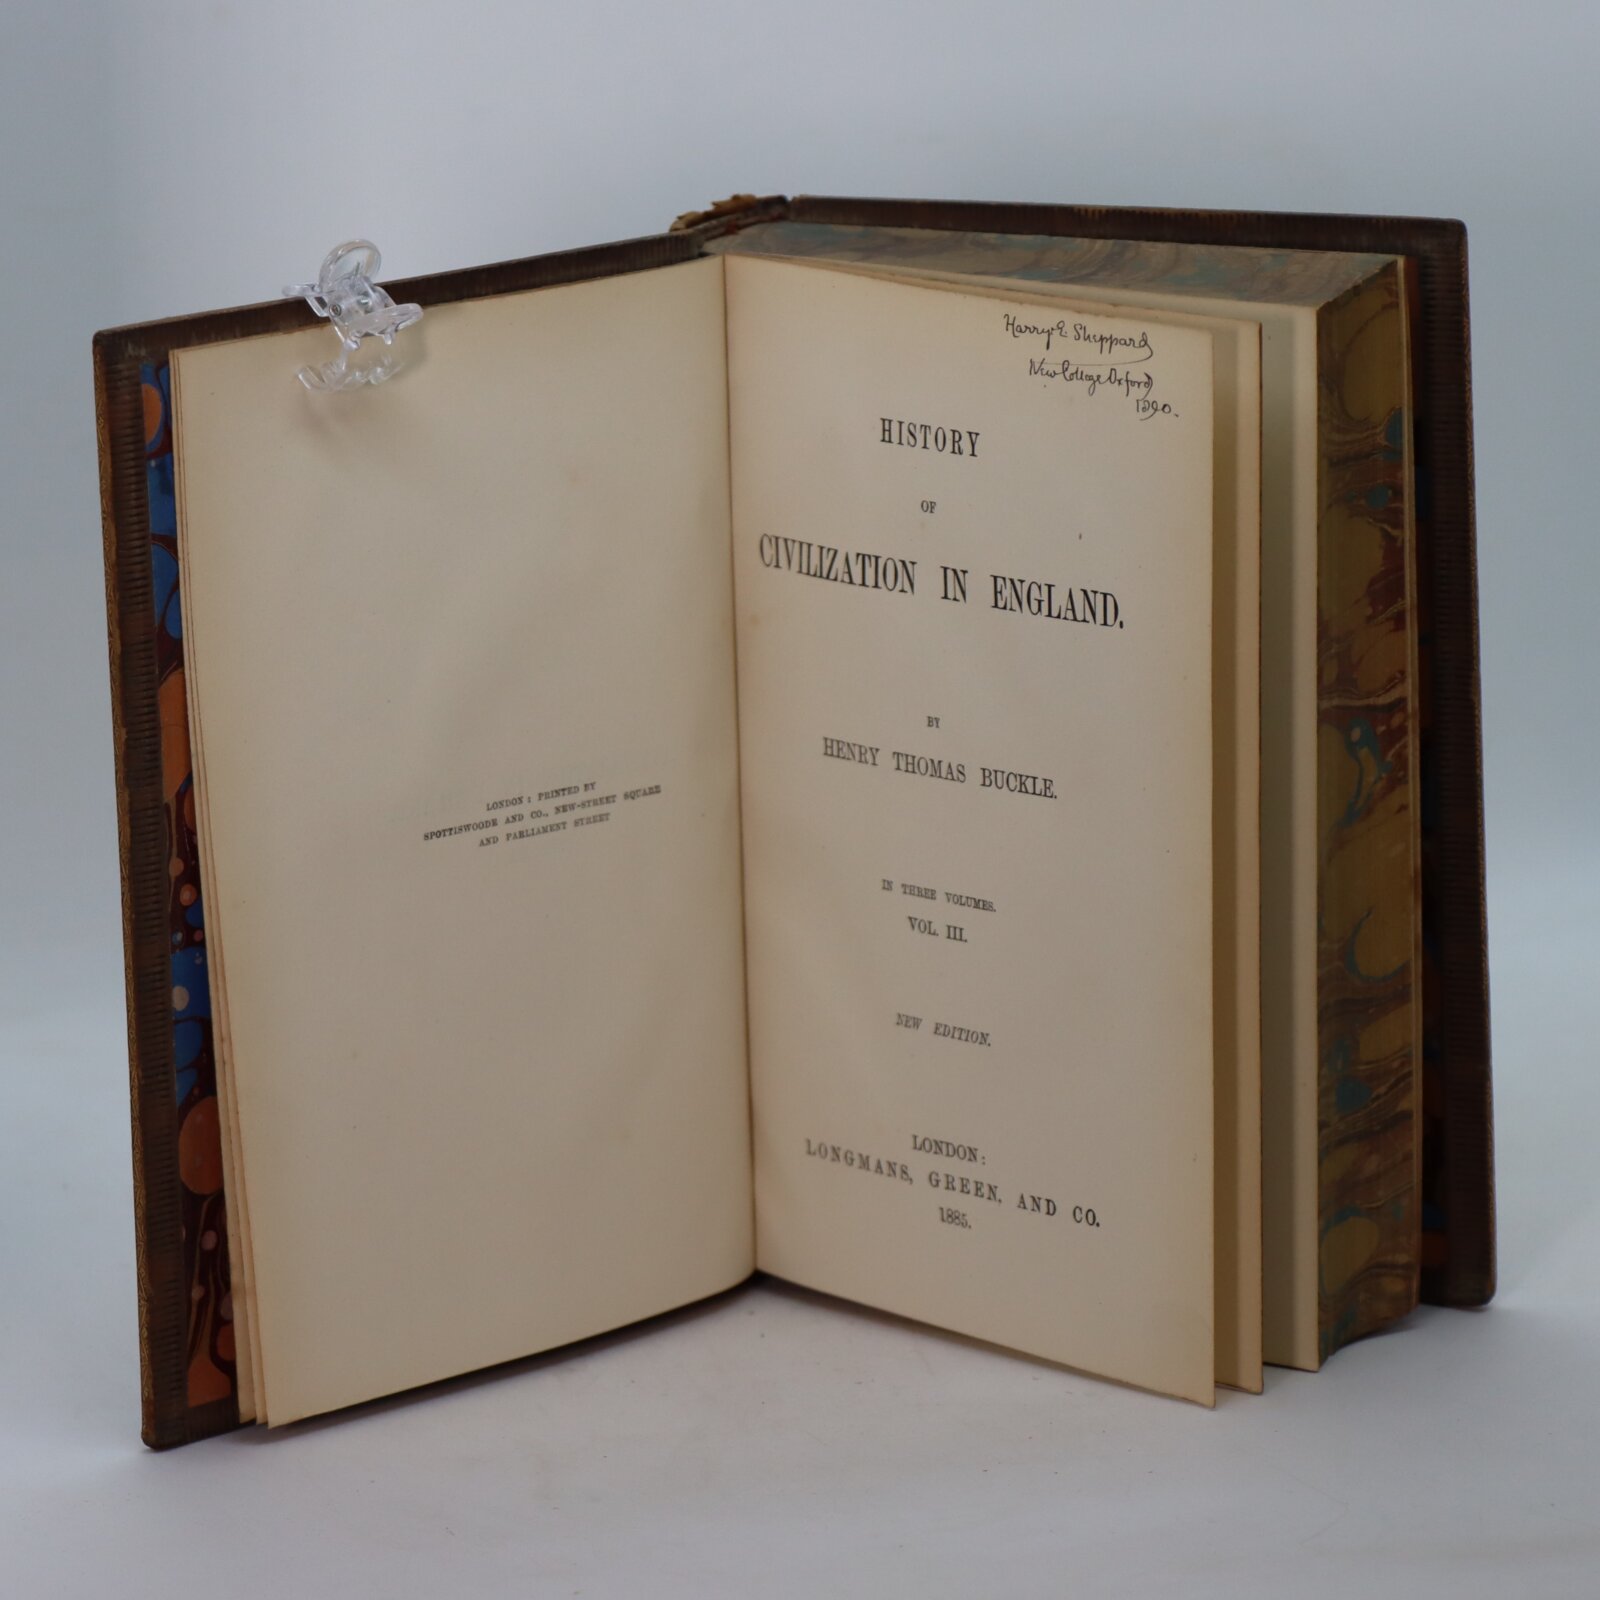 LONDON : PRINTED BY
SPOTTISWOODE AND CO., NEW-STREET SQUARE
AND PARLIAMENT STREET
Harry E. Sheppard
New College Oxford
1890.
HISTORY
OF
CIVILIZATION IN ENGLAND.
BY
HENRY THOMAS BUCKLE.
IN THREE VOLUMES.
VOL. III.
NEW EDITION.
LONDON:
LONGMANS, GREEN, AND CO.
1885.